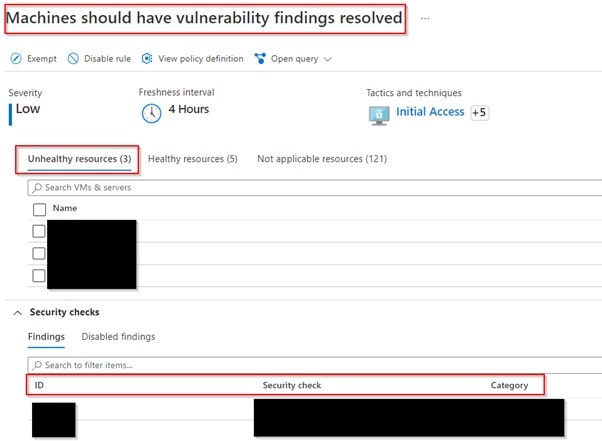 Machines should have vulnerability findings resolved ...
Exempt Disable rule View policy definition Open query
Severity Freshness interval Tactics and techniques
Low 4 Hours Initial Access +5
Unhealthy resources (3) Healthy resources (5) Not applicable resources (121)
Search VMs & servers
Name
Security checks
Findings Disabled findings
Search to filter items...
ID Security check Category